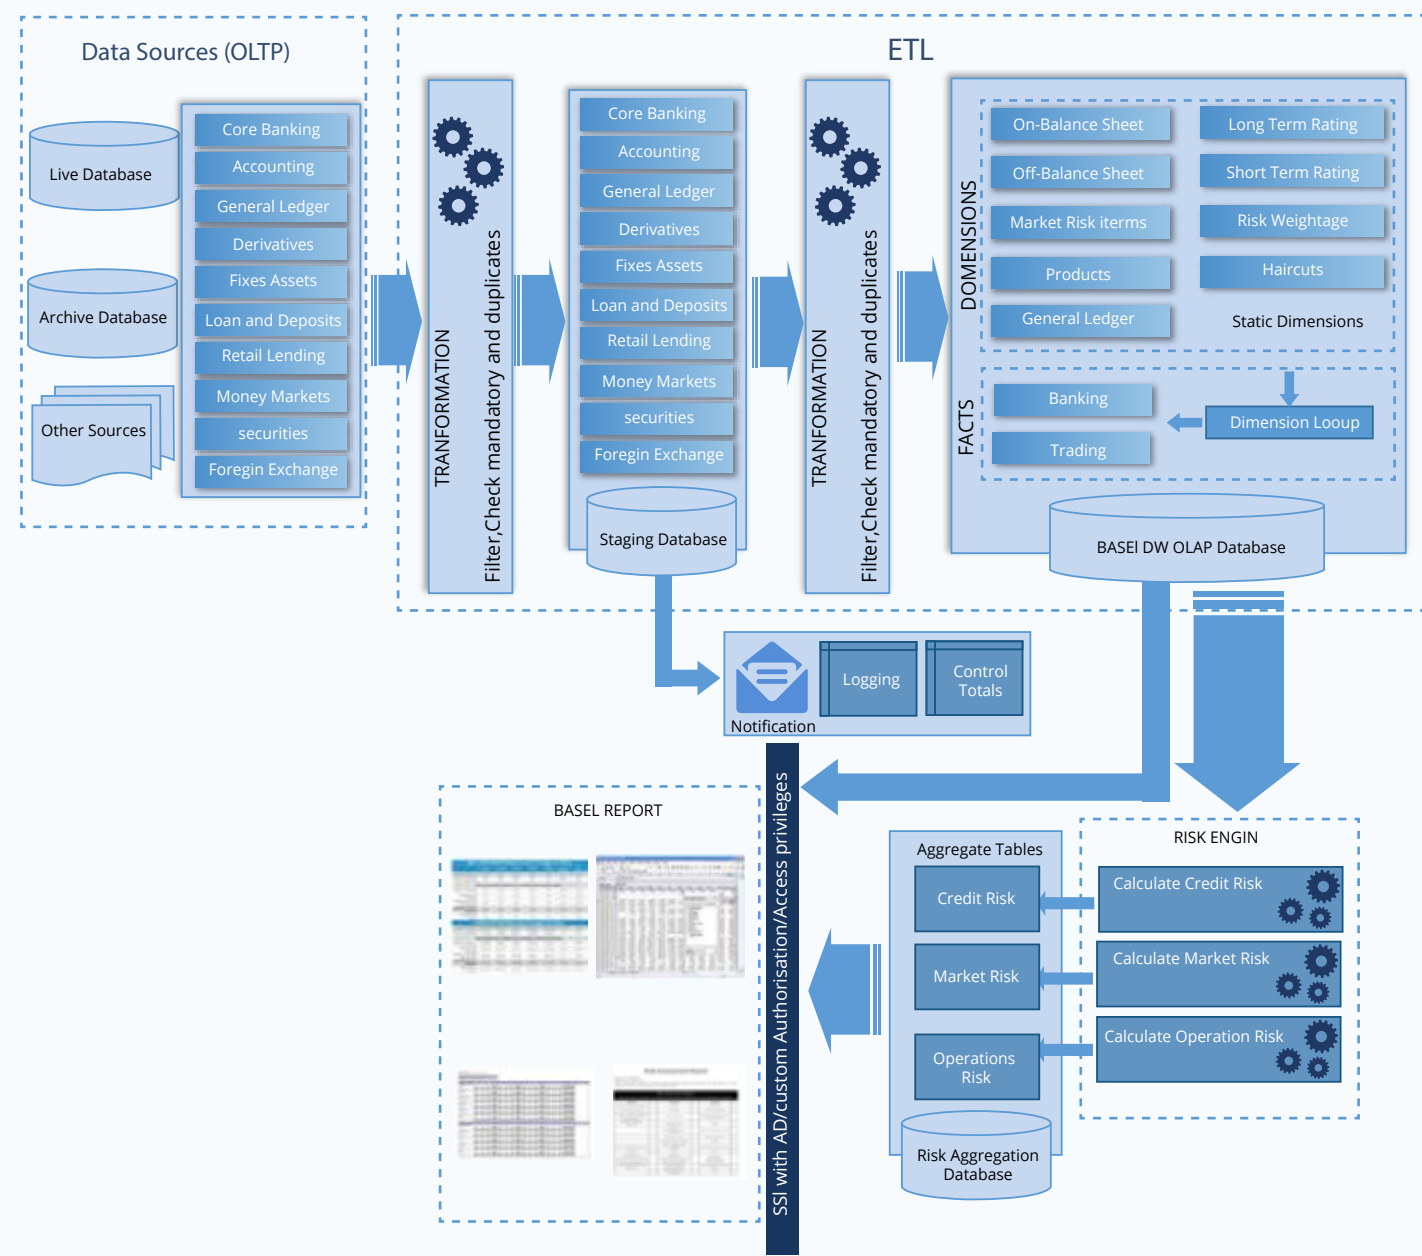 Data Sources (OLTP)
Live Database
Archive Database
Other Sources
Core Banking
Accounting
General Ledger
Derivatives
Fixes Assets
Loan and Deposits
Retail Lending
Money Markets
securities
Foregin Exchange
ETL
TRANFORMATION
Filter,Check mandatory and duplicates
Core Banking
Accounting
General Ledger
Derivatives
Fixes Assets
Loan and Deposits
Retail Lending
Money Markets
securities
Foregin Exchange
Staging Database
TRANFORMATION
Filter,Check mandatory and duplicates
DOMENSIONS
On-Balance Sheet
Off-Balance Sheet
Market Risk iterms
Products
General Ledger
Long Term Rating
Short Term Rating
Risk Weightage
Haircuts
Static Dimensions
FACTS
Banking
Trading
Dimension Looup
BASEl DW OLAP Database
Notification
Logging
Control
Totals
BASEL REPORT
SSI with AD/custom Authorisation/Access privileges
Aggregate Tables
Credit Risk
Market Risk
Operations
Risk
Risk Aggregation
Database
RISK ENGIN
Calculate Credit Risk
Calculate Market Risk
Calculate Operation Risk